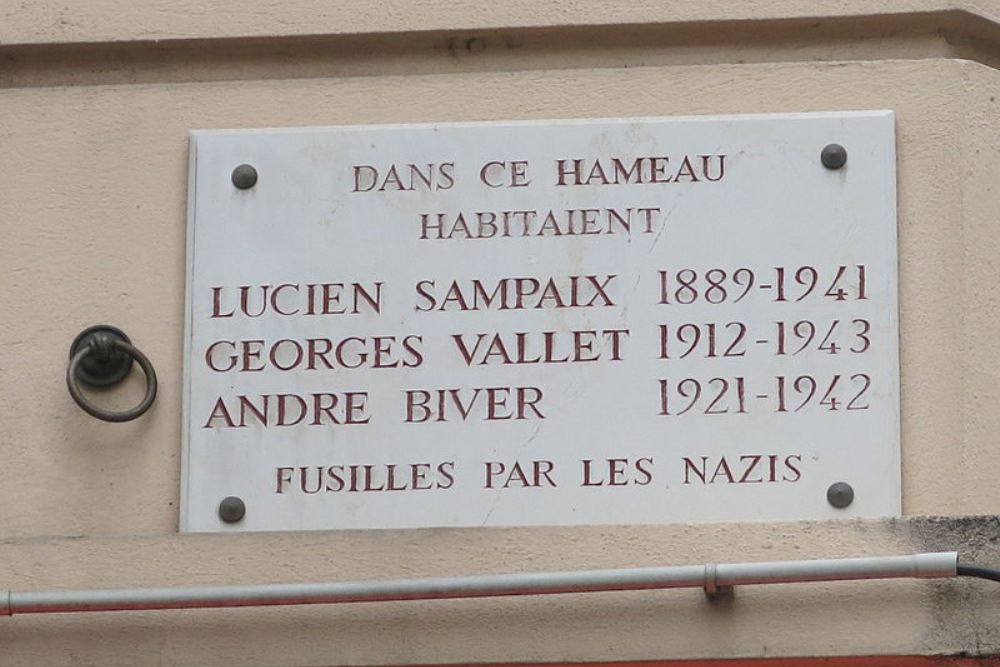 DANS CE HAMEAU
HABITAIENT
LUCIEN SAMPAIX 1889-1941
GEORGES VALLET 1912-1943
ANDRE BIVER 1921-1942
FUSILLES PAR LES NAZIS